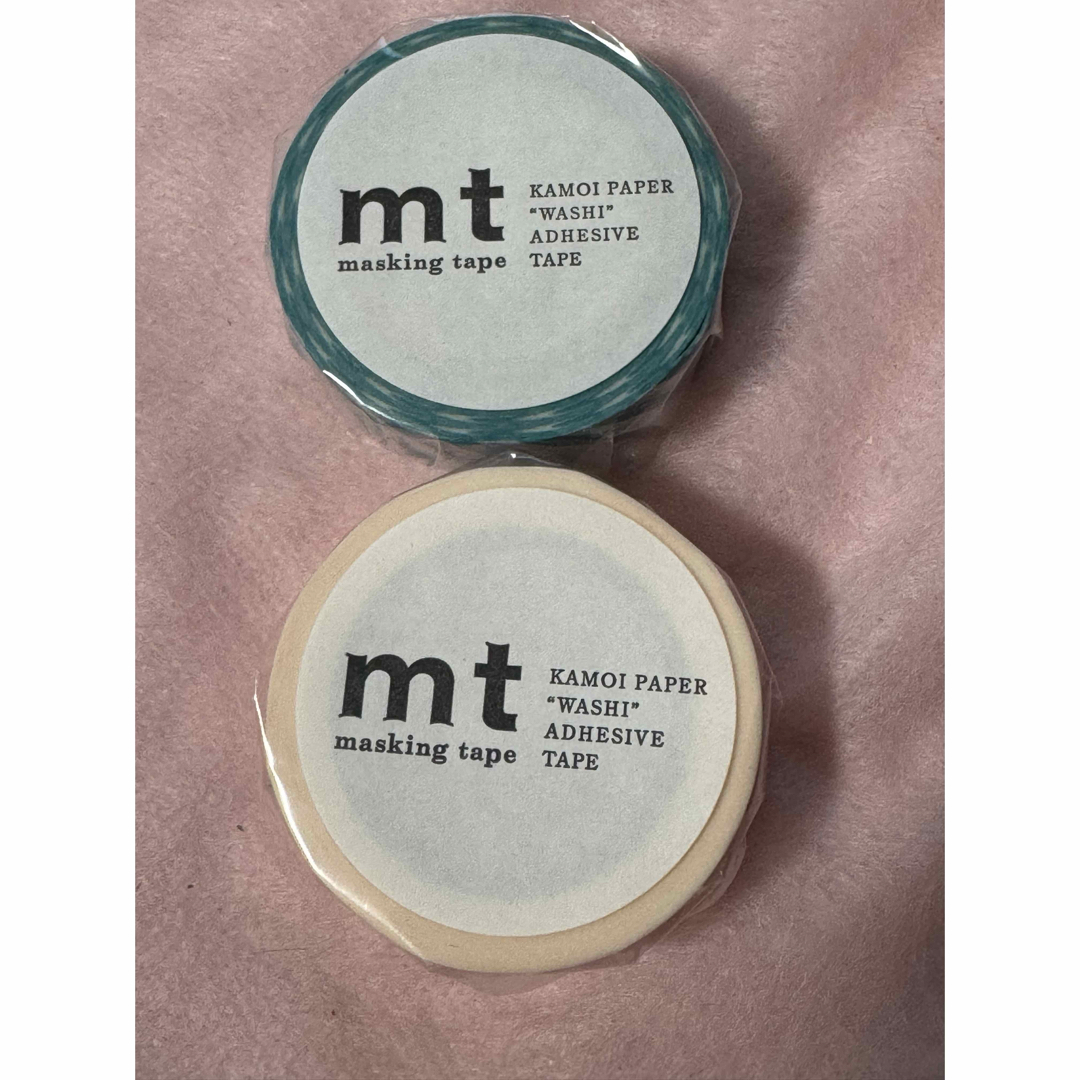 mt
masking tape
KAMOI PAPER
“WASHI”
ADHESIVE
TAPE
mt
masking tape
KAMOI PAPER
“WASHI”
ADHESIVE
TAPE